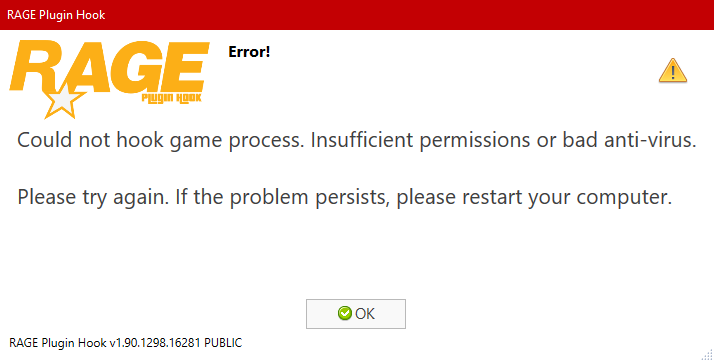 RAGE Plugin Hook
RAGE
PLUGIN HOOK
Error!
Could not hook game process. Insufficient permissions or bad anti-virus.
Please try again. If the problem persists, please restart your computer.
OK
RAGE Plugin Hook v1.90.1298.16281 PUBLIC